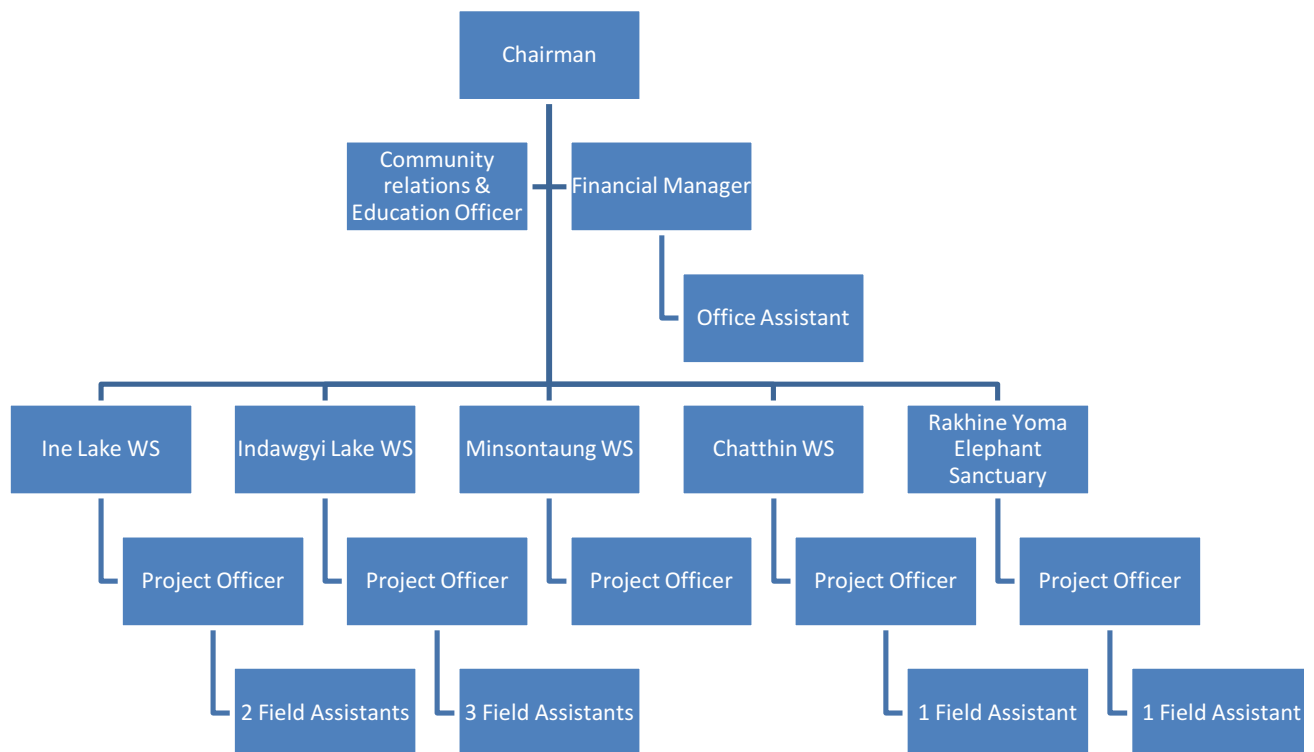 Chairman
Community
relations &
Education Officer
Financial Manager
Office Assistant
Ine Lake WS
Indawgyi Lake WS
Minsontaung WS
Chatthin WS
Rakhine Yoma
Elephant
Sanctuary
Project Officer
Project Officer
Project Officer
Project Officer
Project Officer
2 Field Assistants
3 Field Assistants
1 Field Assistant
1 Field Assistant